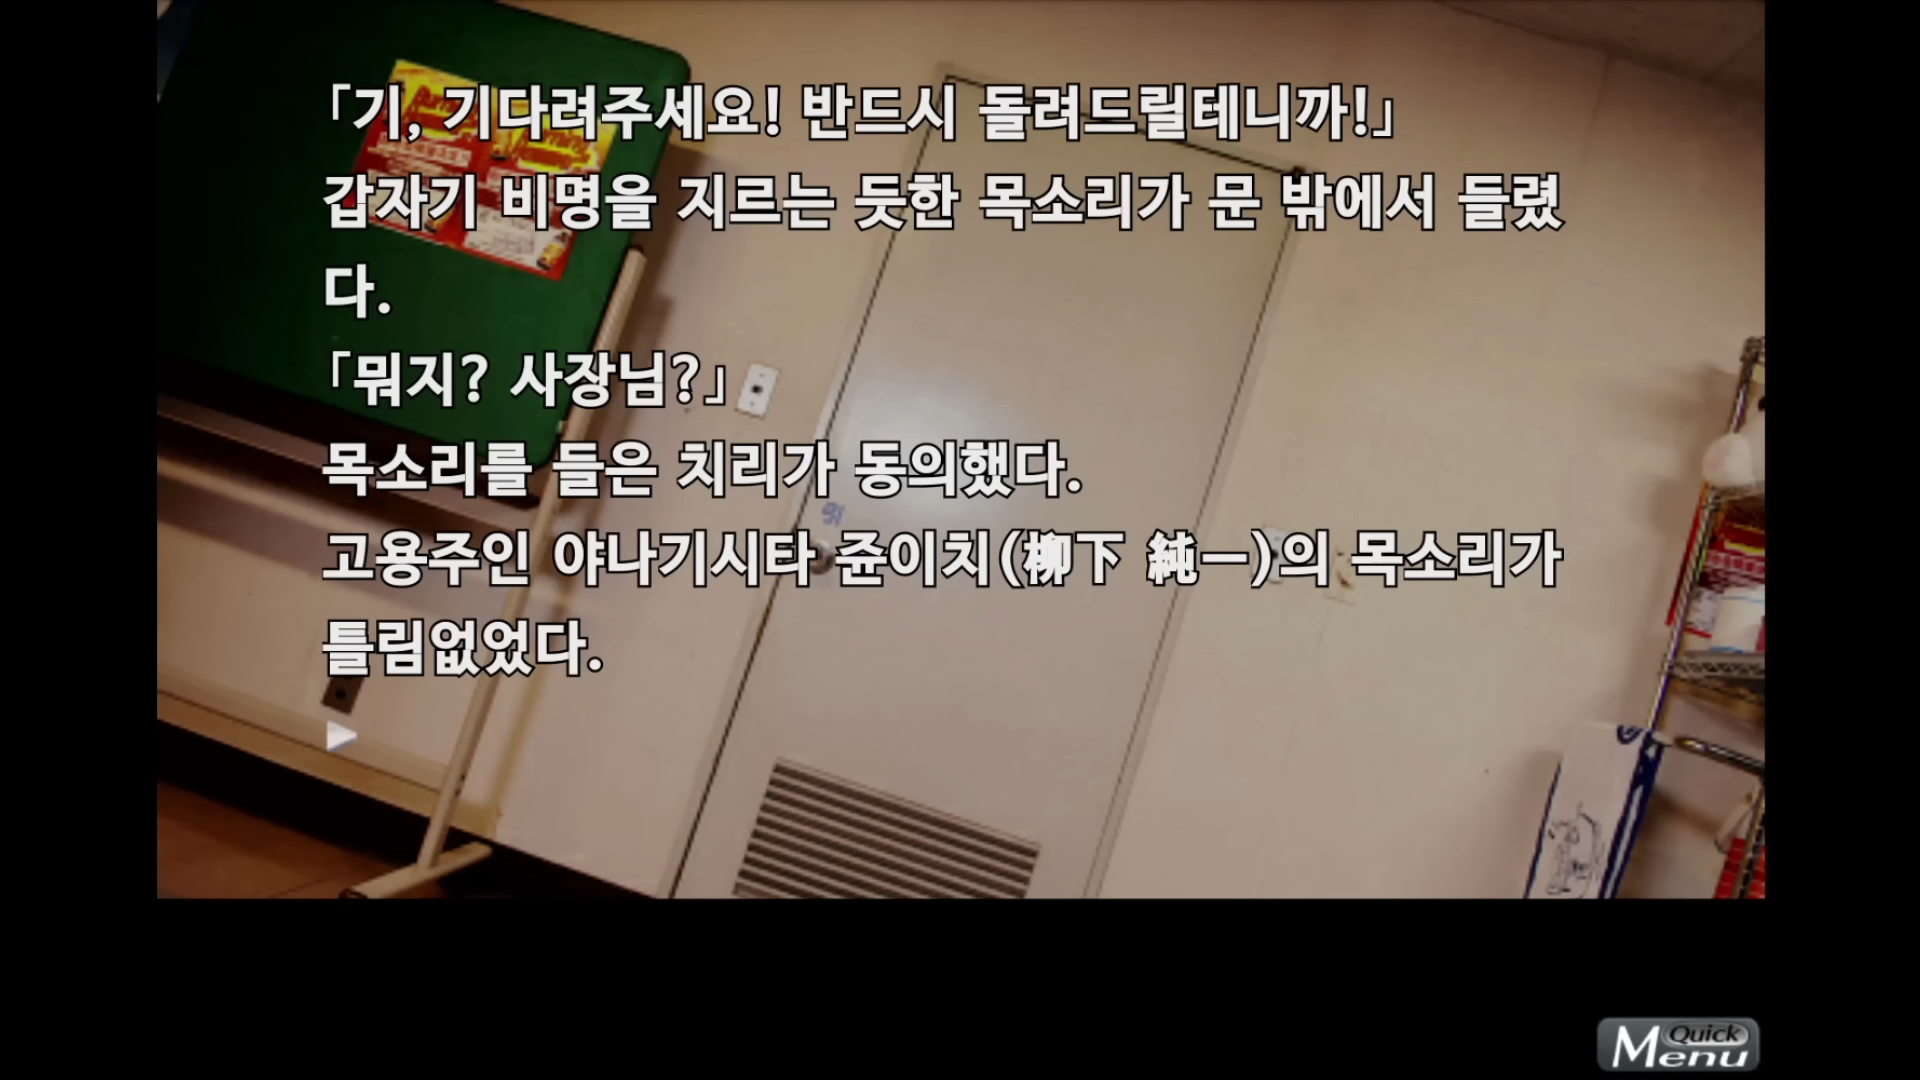 「기, 기다려주세요! 반드시 돌려드릴테니까!」
갑자기 비명을 지르는 듯한 목소리가 문 밖에서 들렸
다.
「뭐지? 사장님?」
목소리를 들은 치리가 동의했다.
고용주인 야나기시타 쥰이치(柳下 純一)의 목소리가
틀림없었다.
Quick
Menu